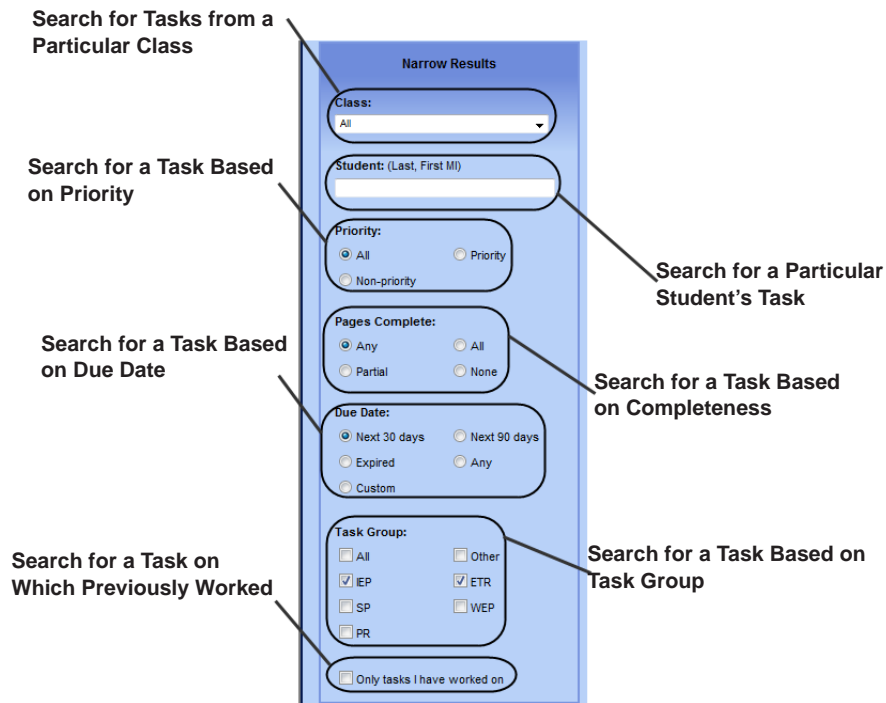 Search for Tasks from a
Particular Class
Narrow Results
Class:
All
Search for a Task Based
on Priority
Student: (Last, First MI)
Priority:
All
Priority
Non-priority
Search for a Particular
Student's Task
Pages Complete:
Any
All
Partial
None
Search for a Task Based
on Due Date
Search for a Task Based
on Completeness
Due Date:
Next 30 days
Next 90 days
Expired
Any
Custom
Task Group:
All
Other
IEP
ETR
SP
WEP
PR
Search for a Task on
Which Previously Worked
Search for a Task Based on
Task Group
Only tasks I have worked on